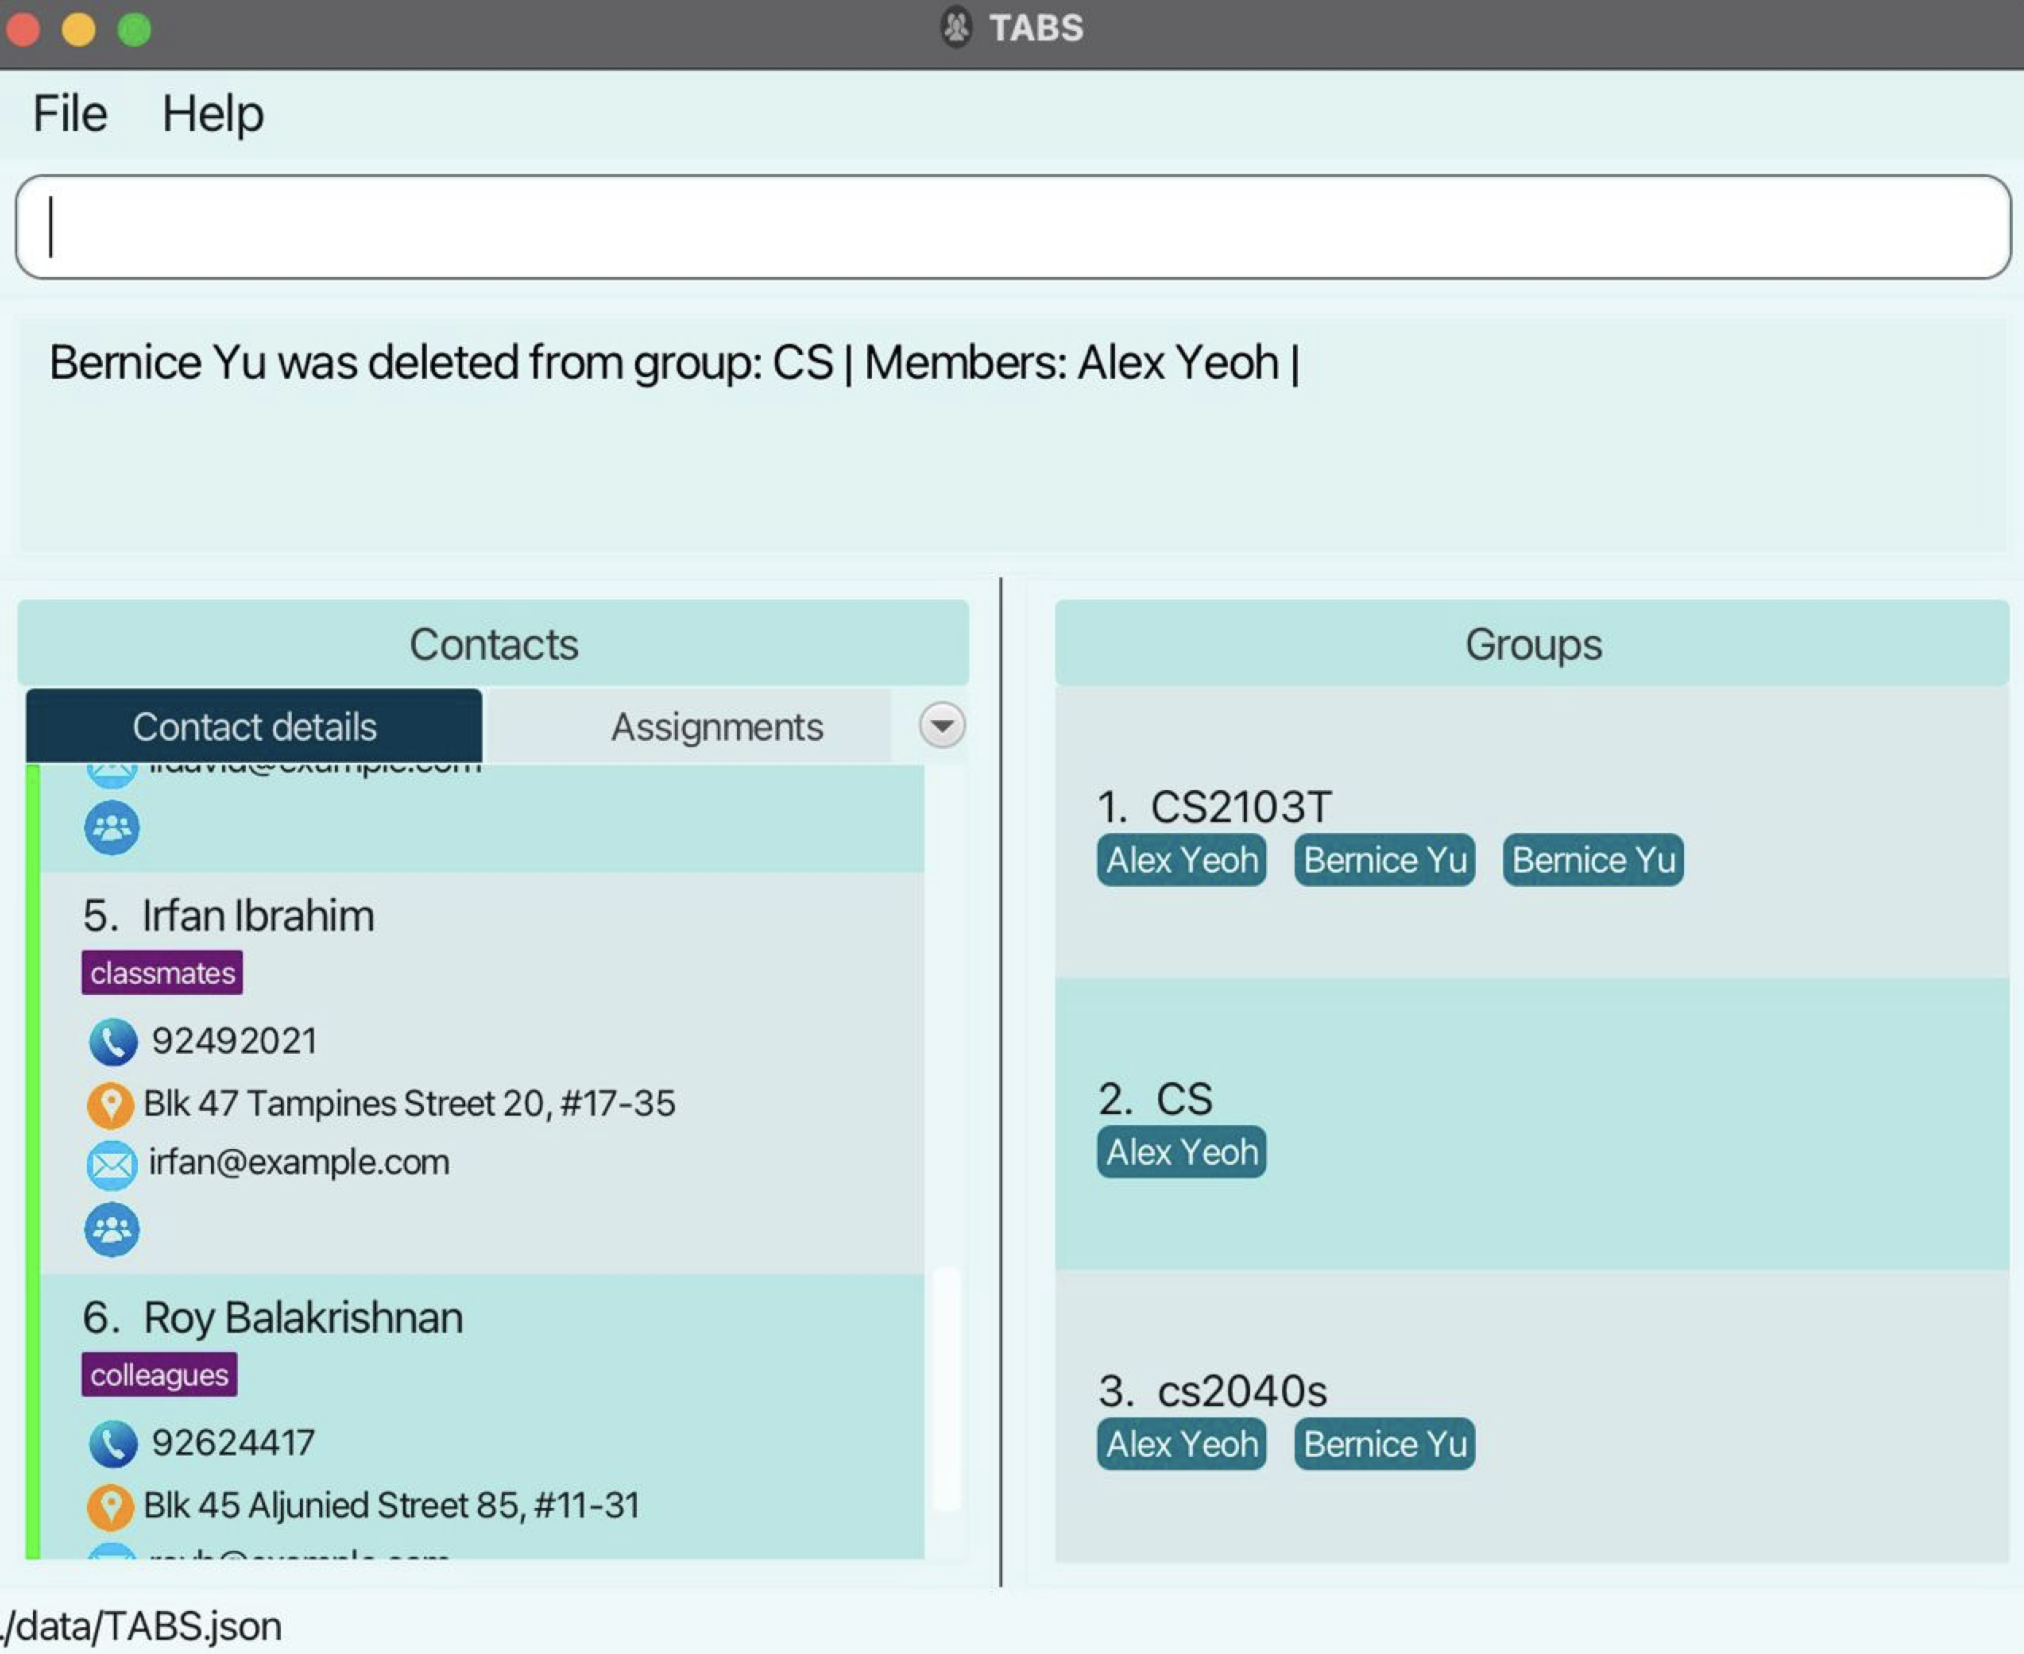 TABS
File Help
Bernice Yu was deleted from group: CS | Members: Alex Yeoh |
Contacts
Contact details Assignments
5. Irfan Ibrahim
classmates
92492021
Blk 47 Tampines Street 20, #17-35
irfan@example.com
6. Roy Balakrishnan
colleagues
92624417
Blk 45 Aljunied Street 85, #11-31
Groups
1. CS2103T
Alex Yeoh Bernice Yu Bernice Yu
2. CS
Alex Yeoh
3. cs2040s
Alex Yeoh Bernice Yu
./data/TABS.json